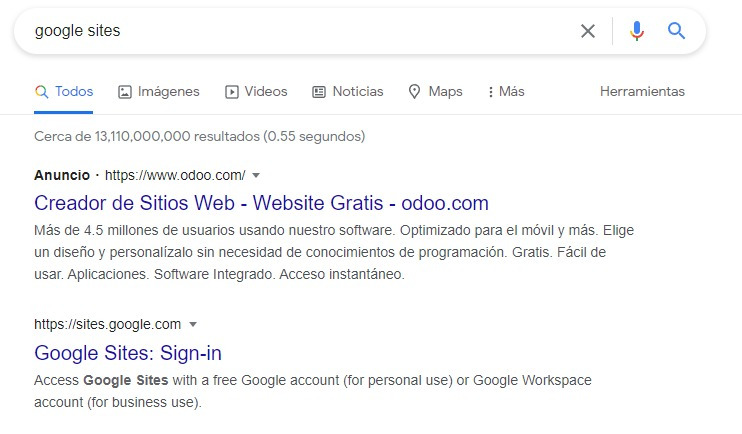 google sites
Todos Imágenes Videos Noticias Maps Más Herramientas
Cerca de 13,110,000,000 resultados (0.55 segundos)
Anuncio · https://www.odoo.com/
Creador de Sitios Web - Website Gratis - odoo.com
Más de 4.5 millones de usuarios usando nuestro software. Optimizado para el móvil y más. Elige
un diseño y personalízalo sin necesidad de conocimientos de programación. Gratis. Fácil de
usar. Aplicaciones. Software Integrado. Acceso instantáneo.
https://sites.google.com
Google Sites: Sign-in
Access Google Sites with a free Google account (for personal use) or Google Workspace
account (for business use).